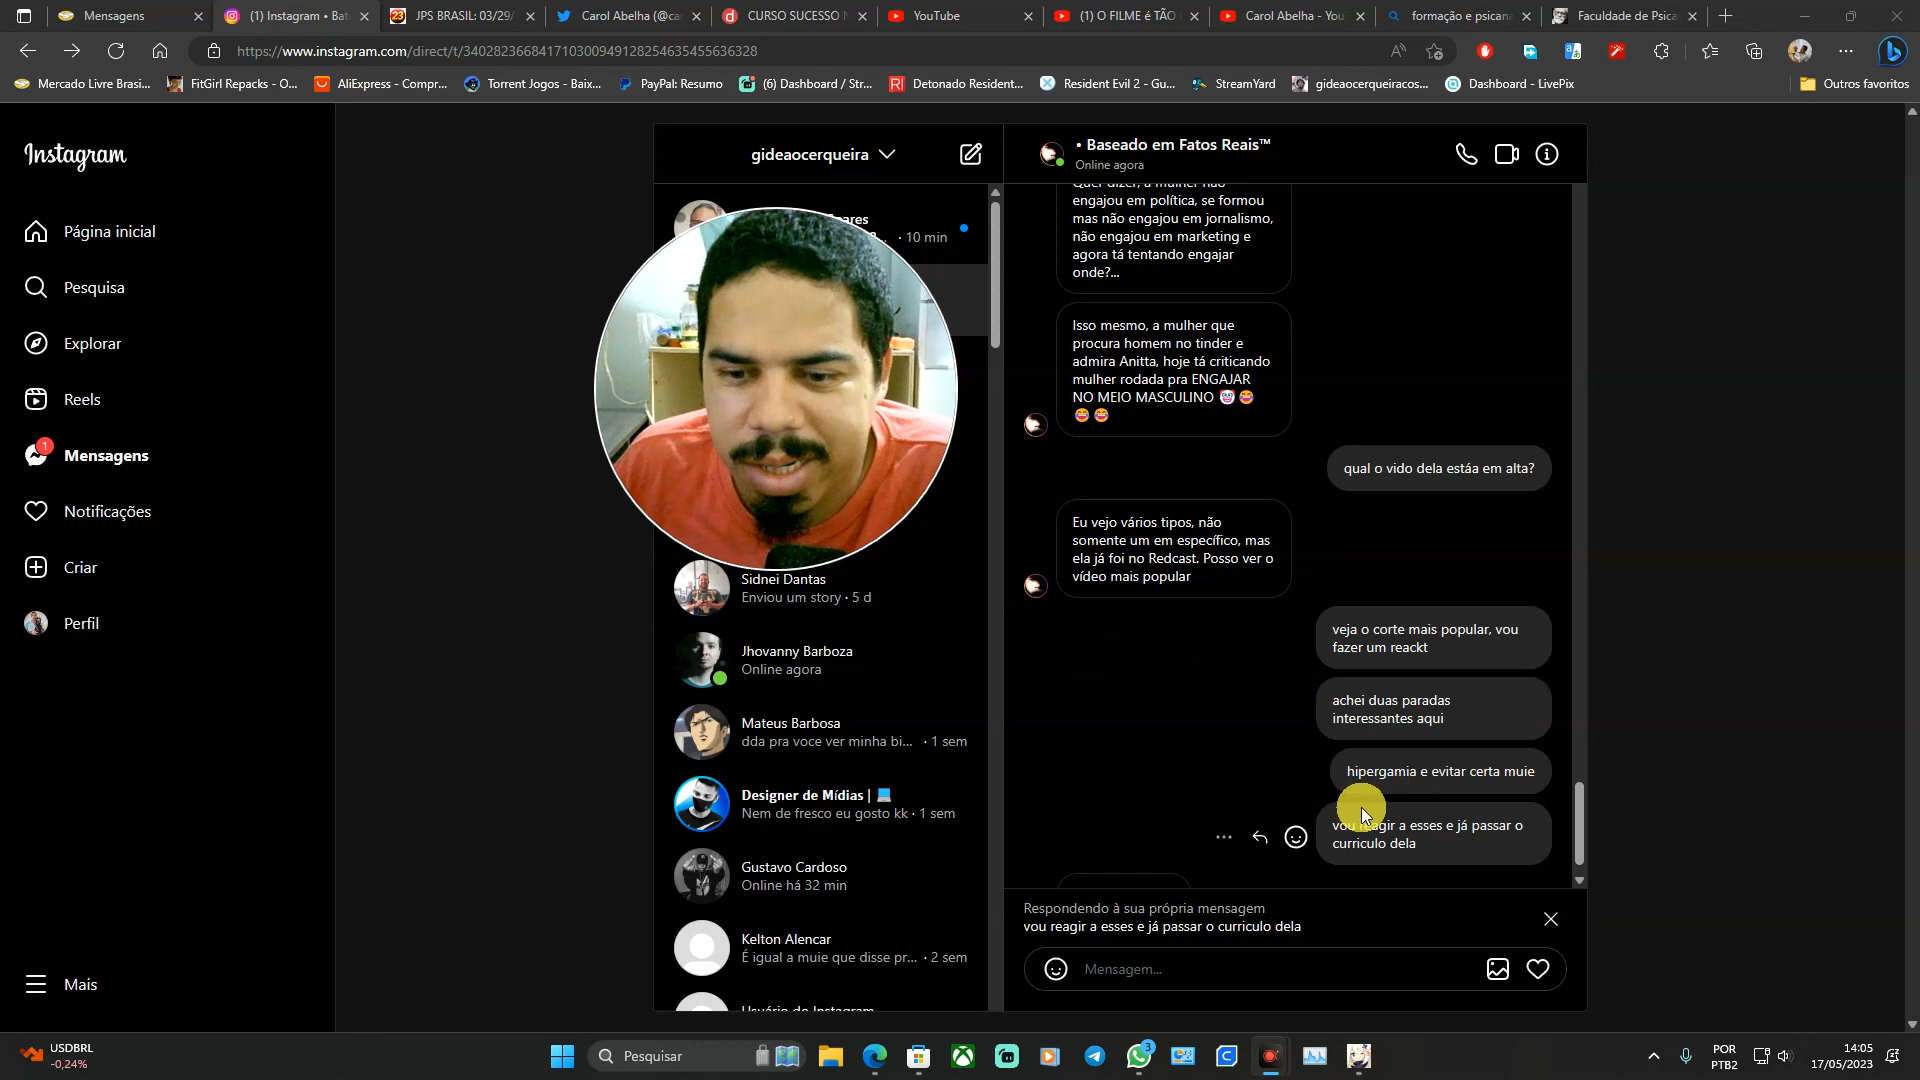 Mensagens
(1) Instagram • Bat
JPS BRASIL: 03/29/
Carol Abelha (@ca
CURSO SUCESSO
YouTube
(1) O FILME é TÃO
Carol Abelha - You
formação e psican
Faculdade de Psica
https://www.instagram.com/direct/t/340282366841710300949128254635455636328
Mercado Livre Brasi...
FitGirl Repacks - O...
AliExpress - Compr...
Torrent Jogos - Baix...
PayPal: Resumo
(6) Dashboard / Str...
Detonado Resident...
Resident Evil 2 - Gu...
StreamYard
gideaocerqueiracos...
Dashboard - LivePix
Outros favoritos
Instagram
Página inicial
Pesquisa
Explorar
Reels
1
Mensagens
Notificações
Criar
Perfil
Mais
gideaocerqueira
· 10 min
Sidnei Dantas
Enviou um story · 5 d
Jhovanny Barboza
Online agora
Mateus Barbosa
dda pra voce ver minha bi... · 1 sem
Designer de Mídias |
Nem de fresco eu gosto kk · 1 sem
Gustavo Cardoso
Online há 32 min
Kelton Alencar
É igual a muie que disse pr... · 2 sem
Usuário do Instagram
• Baseado em Fatos Reais™
Online agora
Quer dizer, a mulher não
engajou em política, se formou
mas não engajou em jornalismo,
não engajou em marketing e
agora tá tentando engajar
onde?...
Isso mesmo, a mulher que
procura homem no tinder e
admira Anitta, hoje tá criticando
mulher rodada pra ENGAJAR
NO MEIO MASCULINO 🤡😂
😂😂
qual o vido dela estáa em alta?
Eu vejo vários tipos, não
somente um em específico, mas
ela já foi no Redcast. Posso ver o
vídeo mais popular
veja o corte mais popular, vou
fazer um reackt
achei duas paradas
interessantes aqui
hipergamia e evitar certa muie
vou reagir a esses e já passar o
curriculo dela
Respondendo à sua própria mensagem
vou reagir a esses e já passar o curriculo dela
Mensagem...
USDBRL
-0,24%
Pesquisar
3
POR
PTB2
14:05
17/05/2023